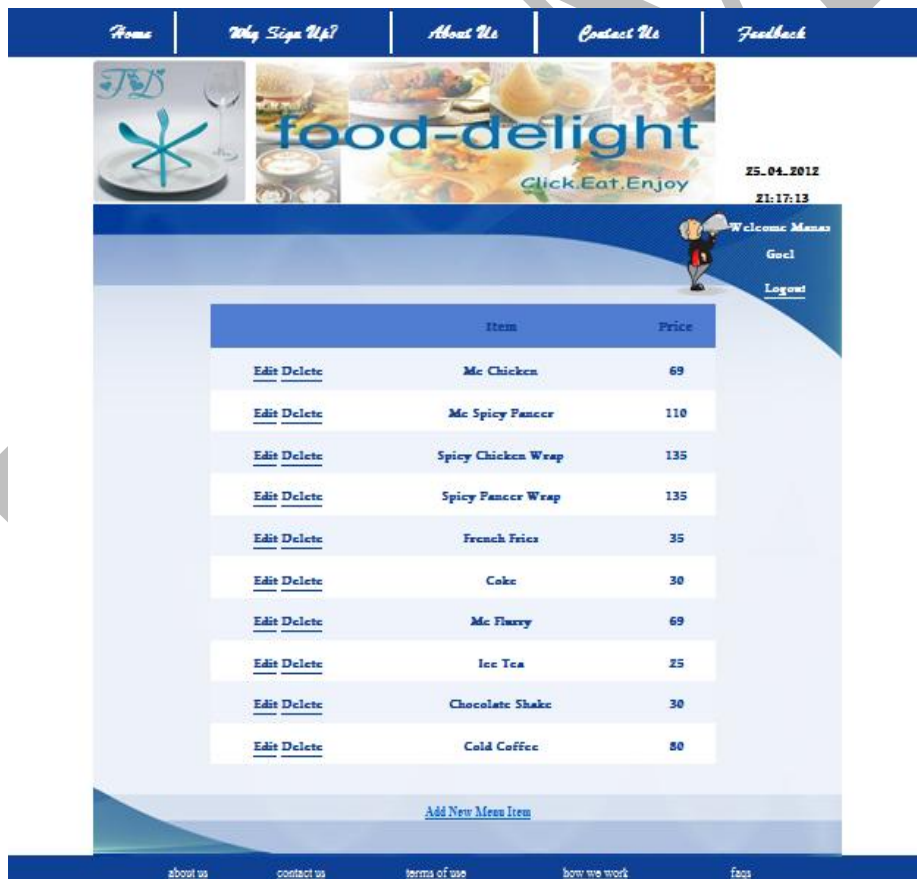 Home Why Sign Up? About Us Contact Us Feedback
FD
food-delight
Click.Eat.Enjoy
25_04_2012
21:17:13
Welcome Manas
Goel
Logout
Item Price
Edit Delete Mc Chicken 69
Edit Delete Mc Spicy Paneer 110
Edit Delete Spicy Chicken Wrap 135
Edit Delete Spicy Paneer Wrap 135
Edit Delete French Fries 35
Edit Delete Coke 30
Edit Delete Mc Flurry 69
Edit Delete Ice Tea 25
Edit Delete Chocolate Shake 30
Edit Delete Cold Coffee 80
Add New Menu Item
about us contact us terms of use how we work faqs